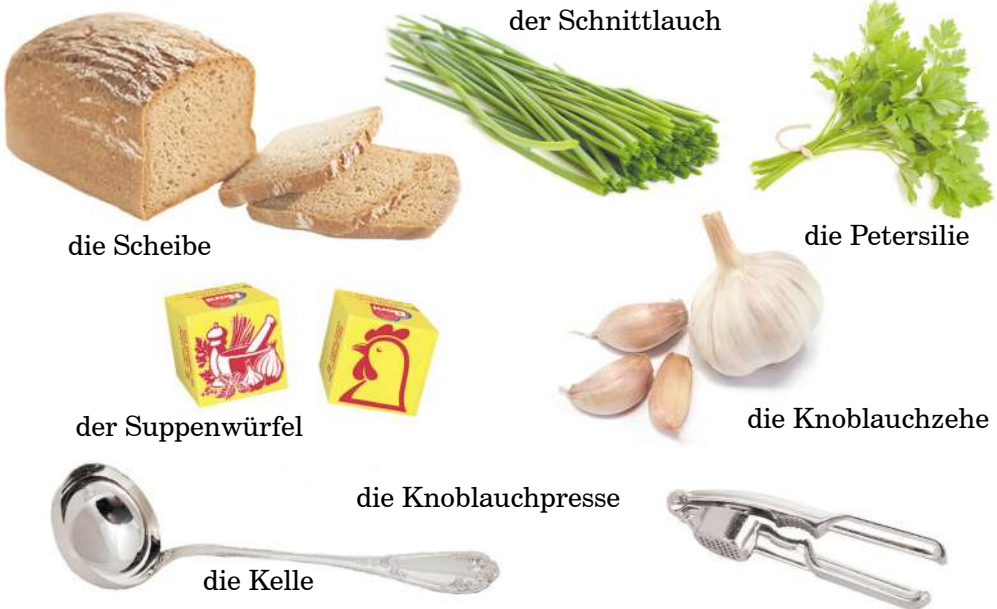 der Schnittlauch
die Scheibe
die Petersilie
der Suppenwürfel
die Knoblauchzehe
die Knoblauchpresse
die Kelle